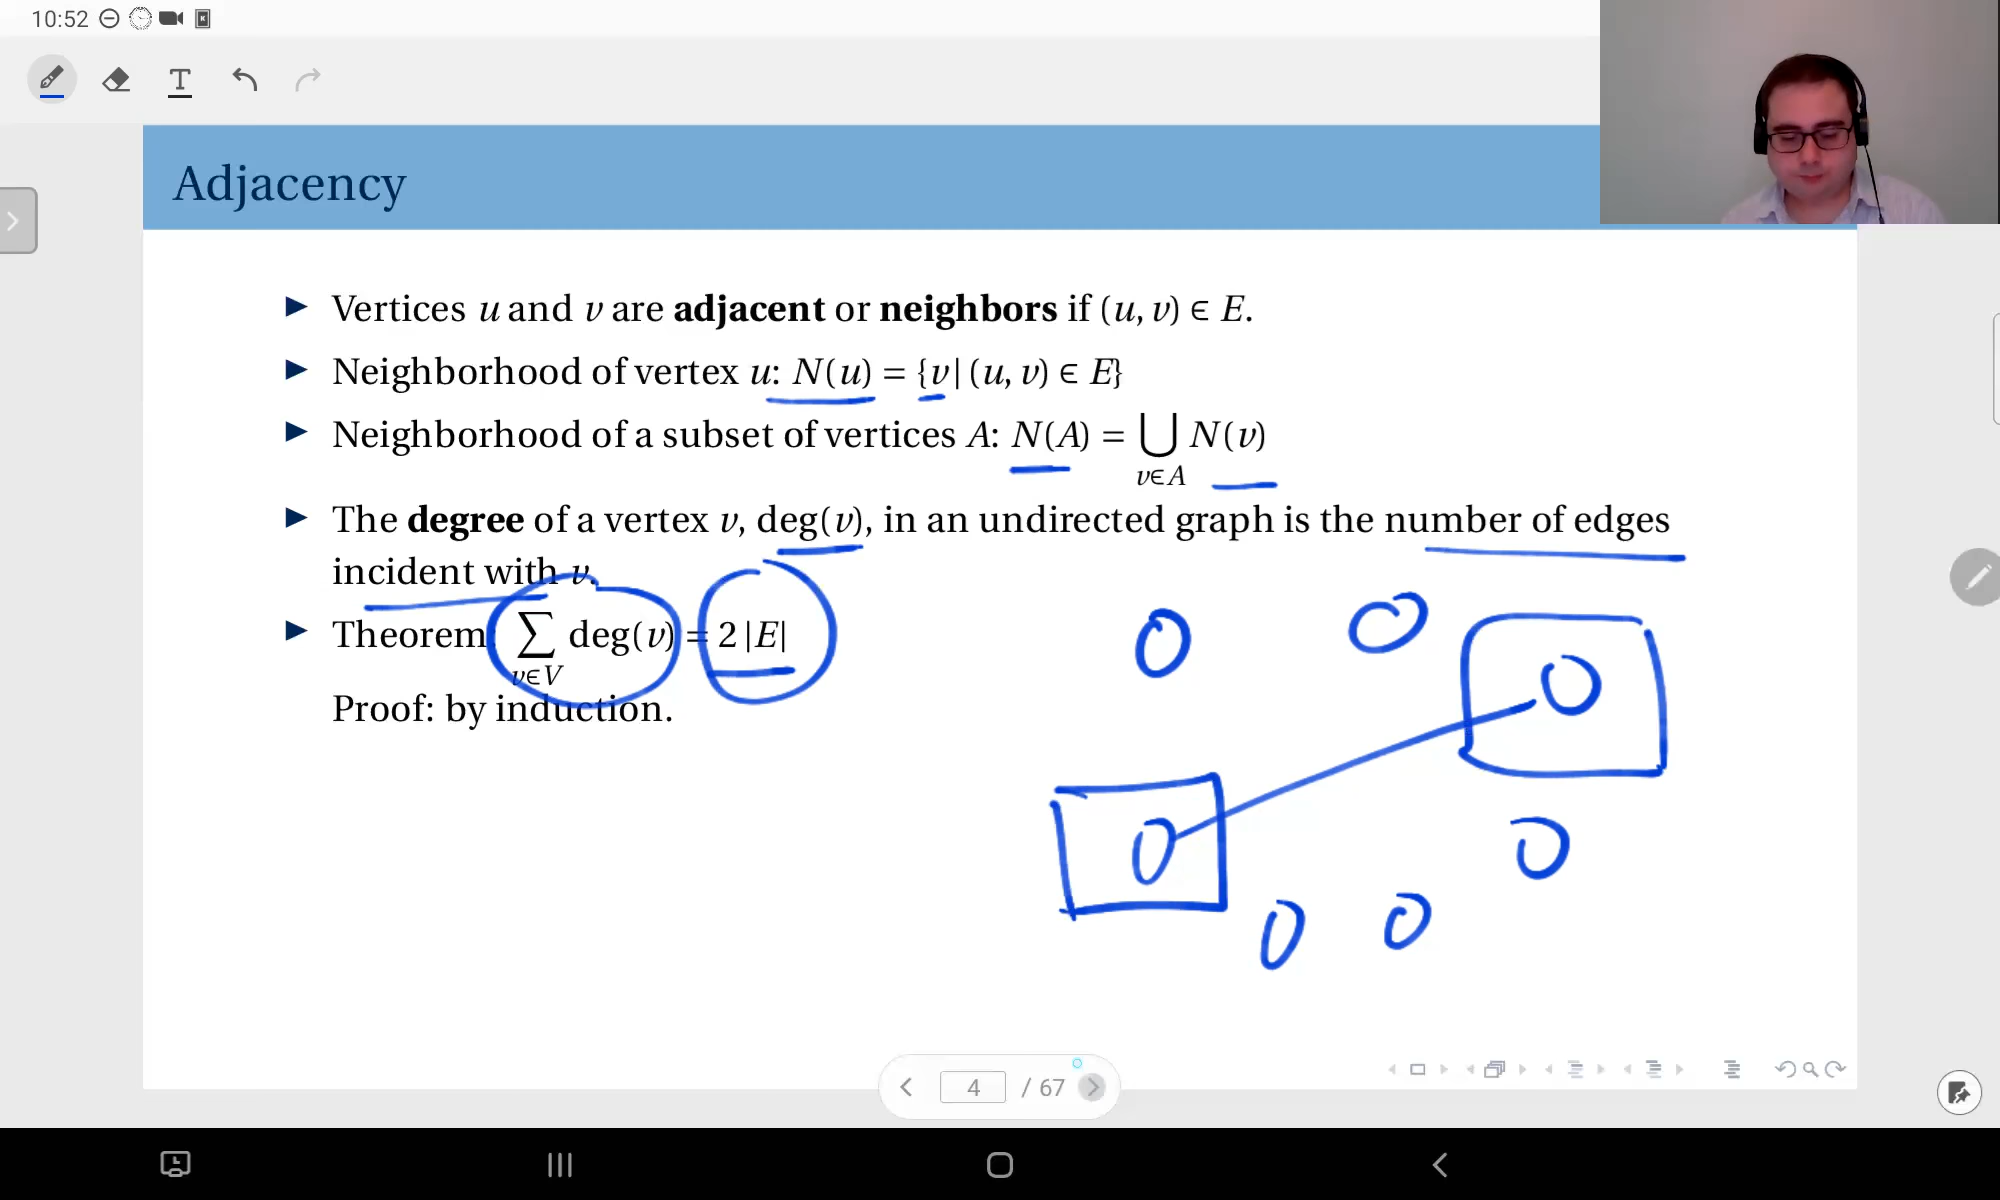 10:52
T
Adjacency
▶ Vertices u and v are adjacent or neighbors if (u, v) ∈ E.
▶ Neighborhood of vertex u: N(u) = {v| (u, v) ∈ E}
▶ Neighborhood of a subset of vertices A: N(A) = ⋃ N(v)
v∈A
▶ The degree of a vertex v, deg(v), in an undirected graph is the number of edges
incident with v.
▶ Theorem: ∑ deg(v) = 2|E|
v∈V
Proof: by induction.
4 / 67